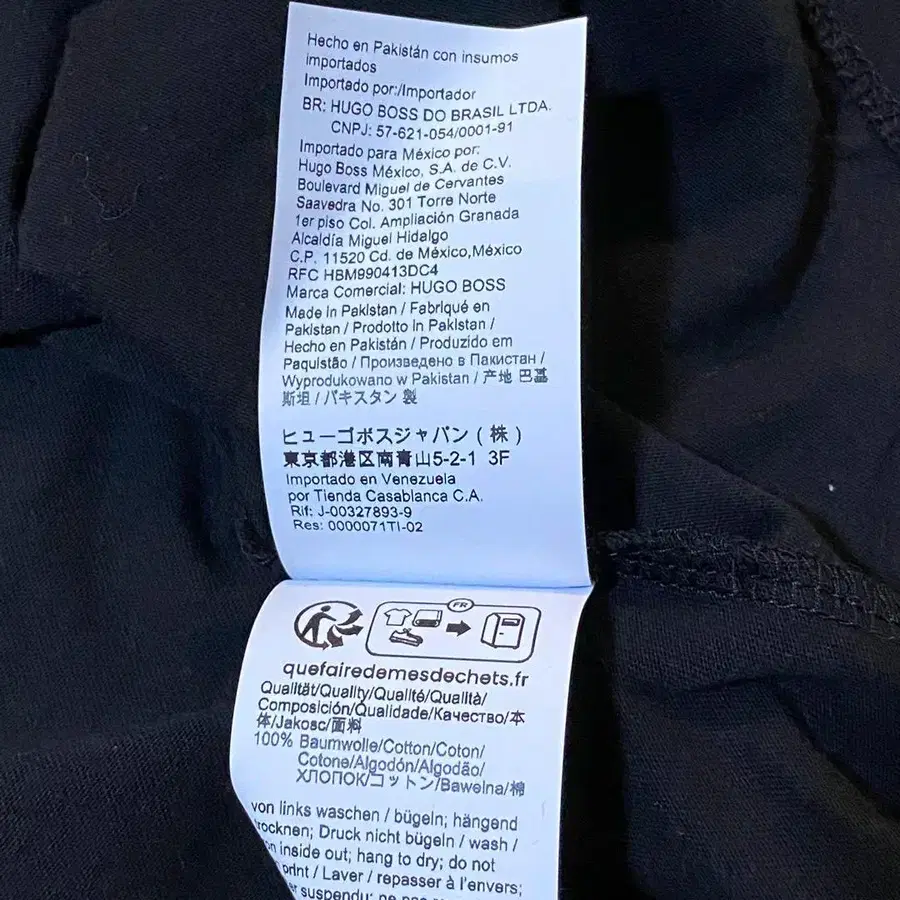 Hecho en Pakistán con insumos
importados
Importado por:/Importador
BR: HUGO BOSS DO BRASIL LTDA.
CNPJ: 57-621-054/0001-91
Importado para México por:
Hugo Boss México, S.A. de C.V.
Boulevard Miguel de Cervantes
Saavedra No. 301 Torre Norte
1er piso Col. Ampliación Granada
Alcaldía Miguel Hidalgo
C.P. 11520 Cd. de México,México
RFC HBM990413DC4
Marca Comercial: HUGO BOSS
Made in Pakistan / Fabriqué en
Pakistan / Prodotto in Pakistan /
Hecho en Pakistán / Produzido em
Paquistão / Произведено в Пакистан /
Wyprodukowano w Pakistan / 产地 巴基
斯坦 / パキスタン 製
ヒューゴボスジャパン (株)
東京都港区南青山5-2-1 3F
Importado en Venezuela
por Tienda Casablanca C.A.
Rif: J-00327893-9
Res: 0000071TI-02
FR
quefairedemesdechets.fr
Qualität/Quality/Qualité/Qualità/
Composición/Qualidade/Качество/本
体/Jakosc/面料
100% Baumwolle/Cotton/Coton/
Cotone/Algodón/Algodão/
ХЛОПОК/コットン/Bawelna/棉
von links waschen / bügeln; hängend
trocknen; Druck nicht bügeln / wash /
inside out; hang to dry; do not
print / Laver / repasser à l'envers;
suspendu; ne pas